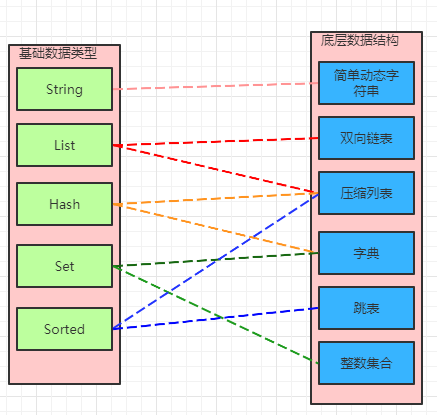 基础数据类型
String
List
Hash
Set
Sorted
底层数据结构
简单动态字
符串
双向链表
压缩列表
字典
跳表
整数集合